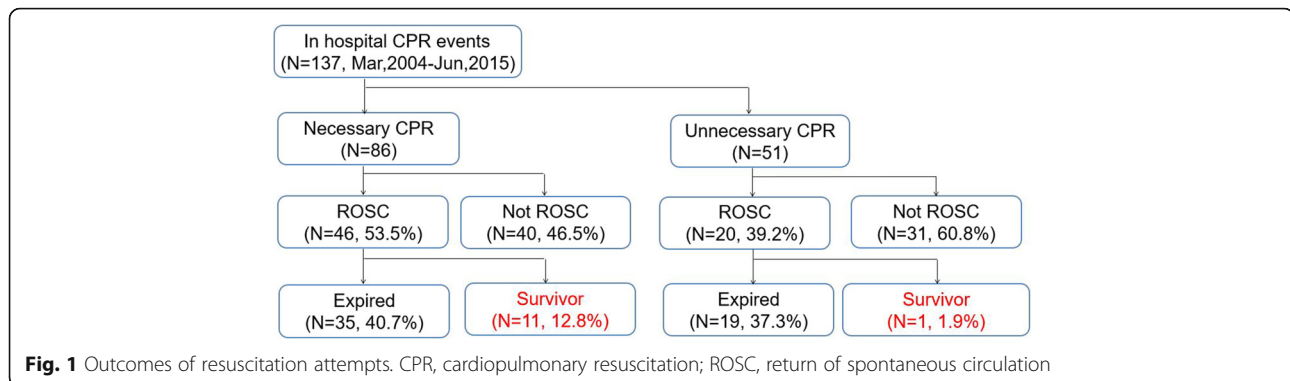 In hospital CPR events
(N=137, Mar,2004-Jun,2015)
Necessary CPR
(N=86)
Unnecessary CPR
(N=51)
ROSC
(N=46, 53.5%)
Not ROSC
(N=40, 46.5%)
ROSC
(N=20, 39.2%)
Not ROSC
(N=31, 60.8%)
Expired
(N=35, 40.7%)
Survivor
(N=11, 12.8%)
Expired
(N=19, 37.3%)
Survivor
(N=1, 1.9%)
Fig. 1 Outcomes of resuscitation attempts. CPR, cardiopulmonary resuscitation; ROSC, return of spontaneous circulation